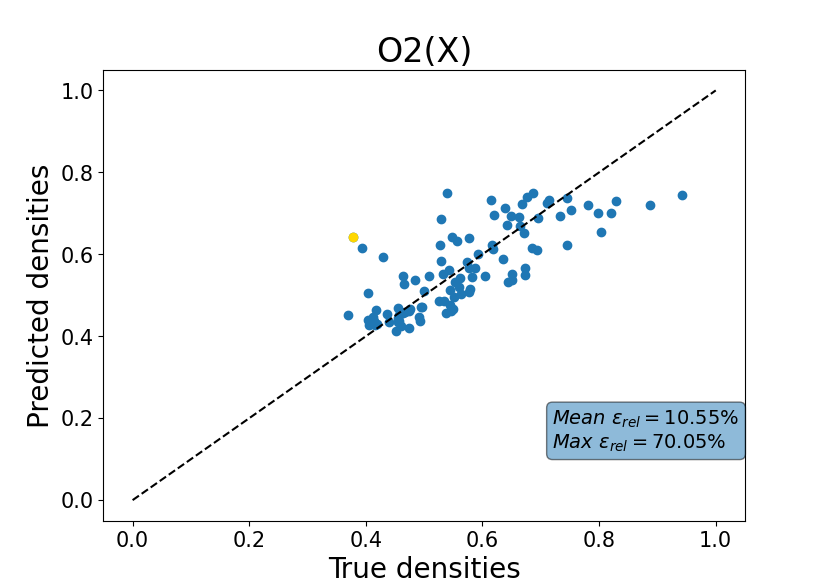 O2(X)
Predicted densities
1.0
0.8
0.6
0.4
0.2
0.0
Mean ε_rel = 10.55%
Max ε_rel = 70.05%
0.0 0.2 0.4 0.6 0.8 1.0
True densities